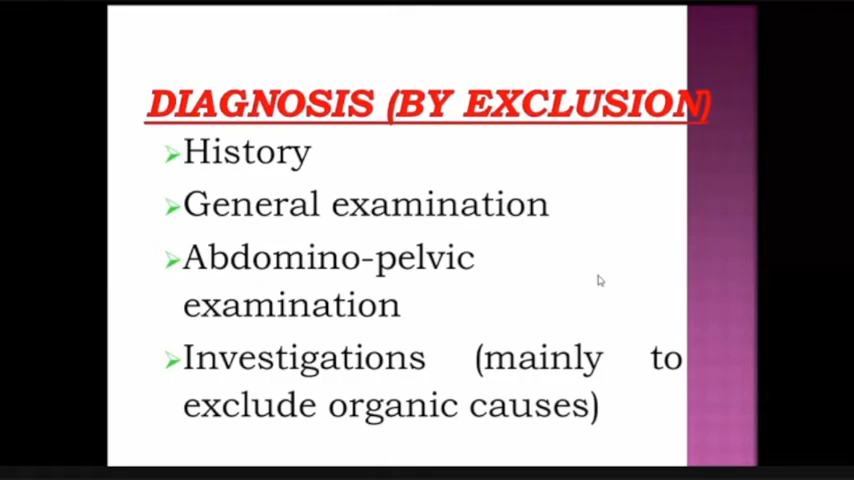 DIAGNOSIS (BY EXCLUSION)
History
General examination
Abdomino-pelvic
examination
Investigations (mainly to
exclude organic causes)